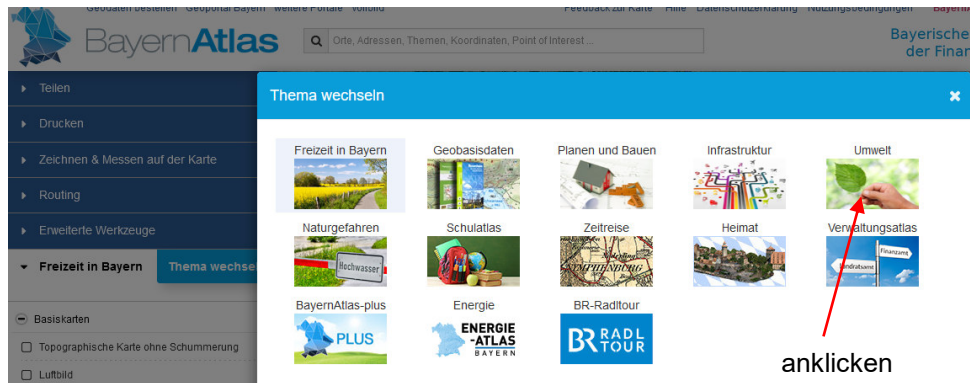 Geodaten bestellen Geoportal Bayern Weitere Portale Vollbild Feedback zur Karte Hilfe Datenschutzerklärung Nutzungsbedingungen
BayernAtlas
Orte, Adressen, Themen, Koordinaten, Point of Interest ...
Bayerische
der Finan
Teilen
Drucken
Zeichnen & Messen auf der Karte
Routing
Erweiterte Werkzeuge
Freizeit in Bayern Thema wechsel
Basiskarten
Topographische Karte ohne Schummerung
Luftbild
Thema wechseln
Freizeit in Bayern Geobasisdaten Planen und Bauen Infrastruktur Umwelt
Naturgefahren Schulatlas Zeitreise Heimat Verwaltungsatlas
Hochwasser
NYMPHENBURG
Finanzamt
Landratsamt
BayernAtlas-plus Energie BR-Radltour
PLUS
ENERGIE
-ATLAS
BAYERN
BR RADL
TOUR
anklicken